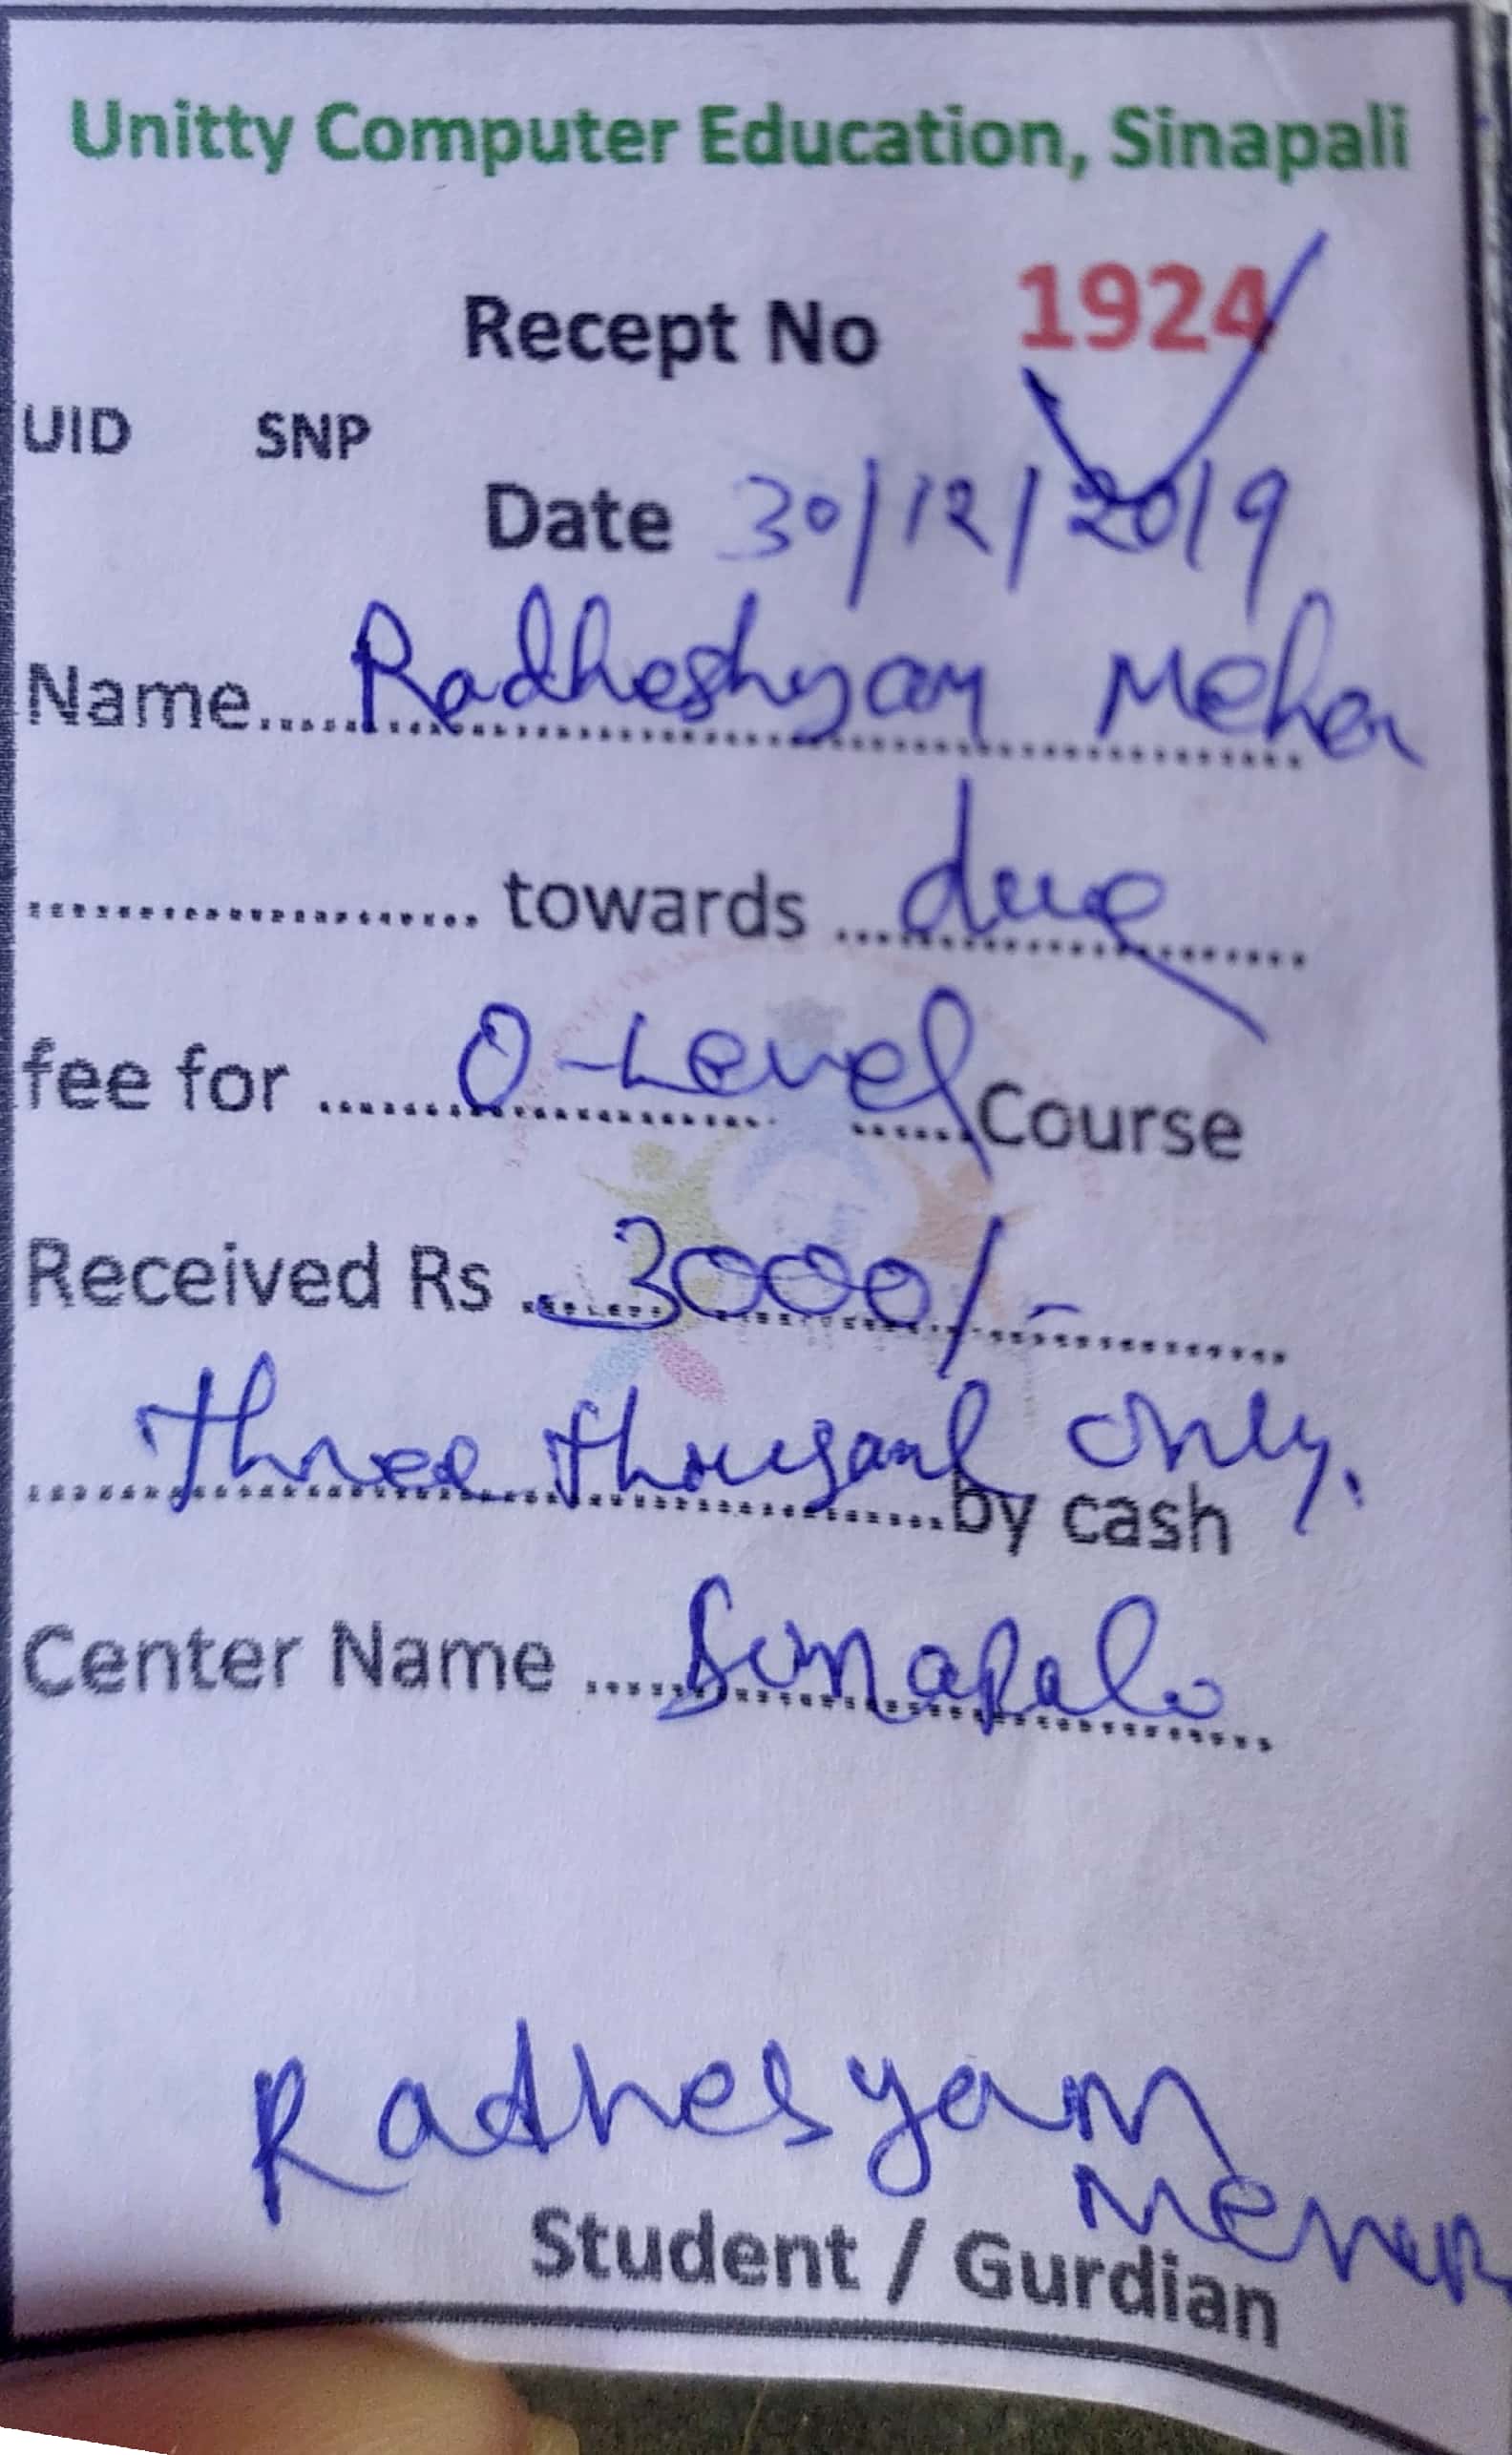 Unitty Computer Education, Sinapali
Recept No 1924
UID SNP
Date 30/12/2019
Name..... Radheshyam Meher
.......................... towards ... due
fee for ........ O-Level ......Course
Received Rs ... 3000/-
Three thousand only.
..........................by cash
Center Name ..... Sinapali
Radhesyam
Meher
Student / Gurdian